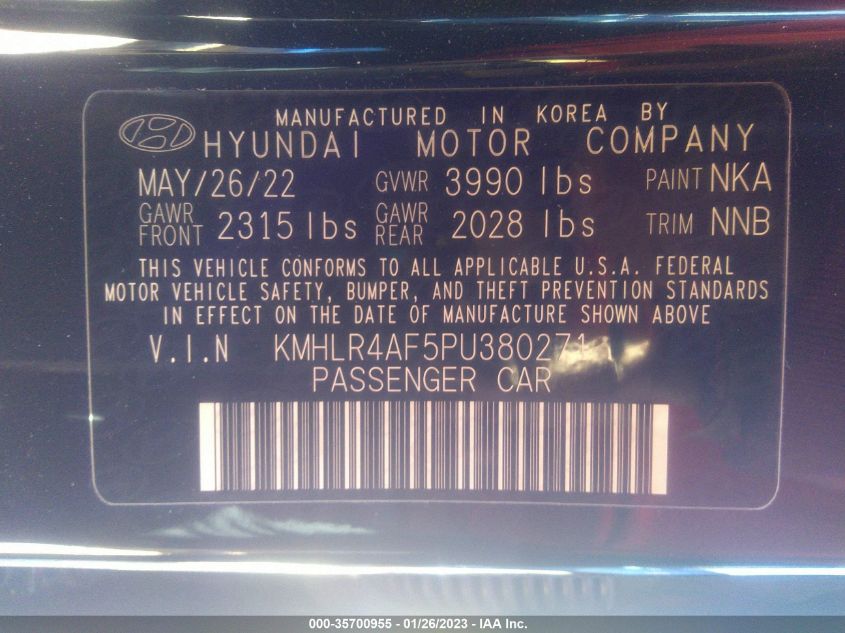 MANUFACTURED IN KOREA BY
HYUNDAI MOTOR COMPANY
MAY/26/22 GVWR 3990 lbs PAINT NKA
GAWR FRONT 2315 lbs GAWR REAR 2028 lbs TRIM NNB
THIS VEHICLE CONFORMS TO ALL APPLICABLE U.S.A. FEDERAL
MOTOR VEHICLE SAFETY, BUMPER, AND THEFT PREVENTION STANDARDS
IN EFFECT ON THE DATE OF MANUFACTURE SHOWN ABOVE
V.I.N KMHLR4AF5PU380271
PASSENGER CAR
000-35700955 - 01/26/2023 - IAA Inc.